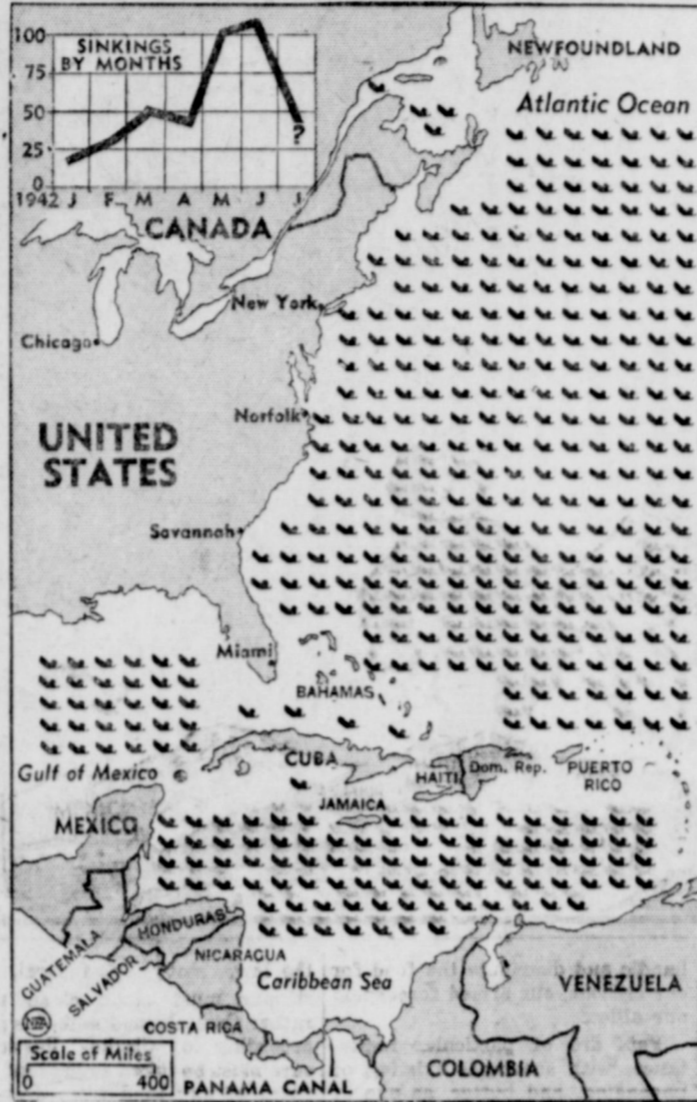 SINKINGS
BY MONTHS
100
75
50
25
0
?
1942 J F M A M J J
NEWFOUNDLAND
Atlantic Ocean
CANADA
New York
Chicago
Norfolk
UNITED
STATES
Savannah
Miami
BAHAMAS
CUBA
Gulf of Mexico
HAITI
Dom. Rep.
PUERTO
RICO
JAMAICA
MEXICO
HONDURAS
GUATEMALA
SALVADOR
NICARAGUA
Caribbean Sea
VENEZUELA
NEA
COSTA RICA
Scale of Miles
0 400
PANAMA CANAL
COLOMBIA